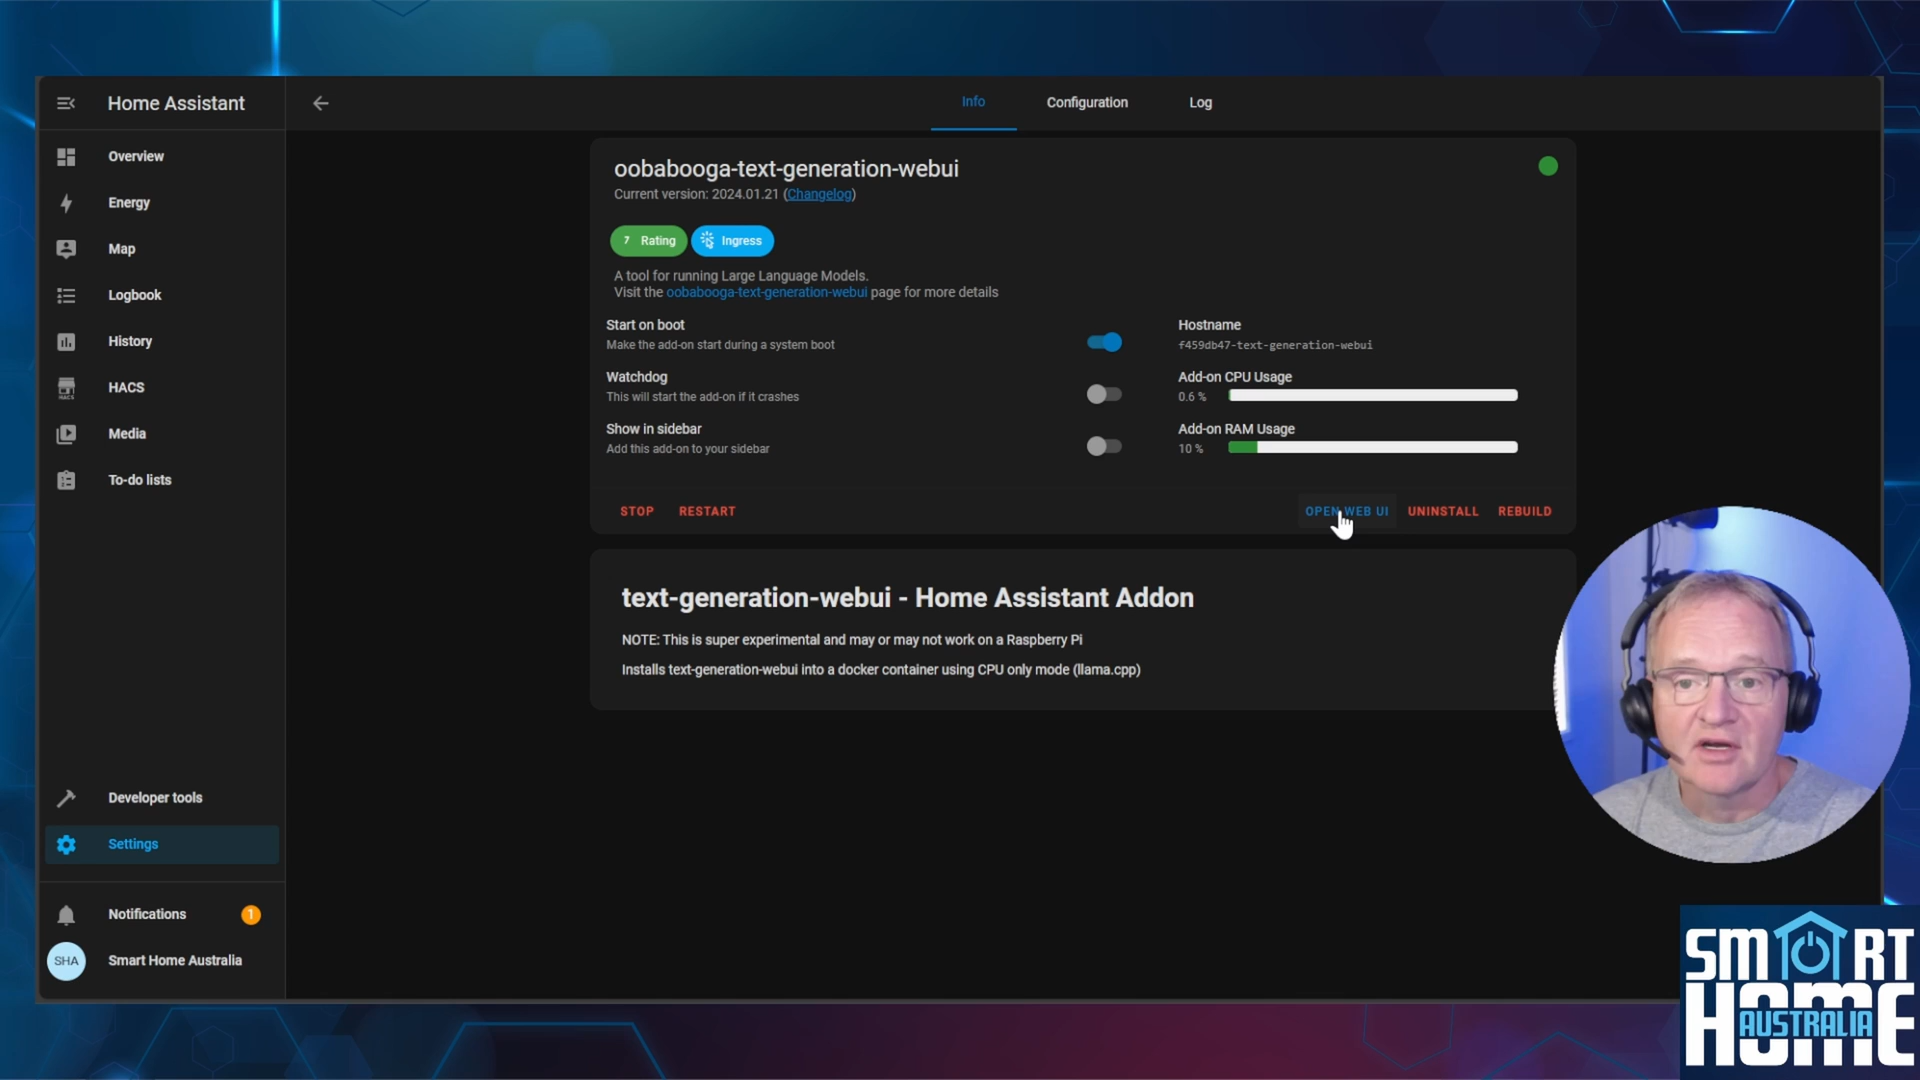 Home Assistant
Overview
Energy
Map
Logbook
History
HACS
HACS
Media
To-do lists
Developer tools
Settings
Notifications
1
SHA
Smart Home Australia
Info
Configuration
Log
oobabooga-text-generation-webui
Current version: 2024.01.21 (Changelog)
7 Rating
Ingress
A tool for running Large Language Models.
Visit the oobabooga-text-generation-webui page for more details
Start on boot
Make the add-on start during a system boot
Watchdog
This will start the add-on if it crashes
Show in sidebar
Add this add-on to your sidebar
Hostname
f459db47-text-generation-webui
Add-on CPU Usage
0.6 %
Add-on RAM Usage
10 %
STOP
RESTART
OPEN WEB UI
UNINSTALL
REBUILD
text-generation-webui - Home Assistant Addon
NOTE: This is super experimental and may or may not work on a Raspberry Pi
Installs text-generation-webui into a docker container using CPU only mode (llama.cpp)
SMART
HOME
AUSTRALIA